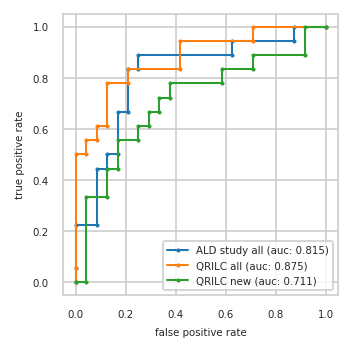 true positive rate
1.0
0.8
0.6
0.4
0.2
0.0
ALD study all (auc: 0.815)
QRILC all (auc: 0.875)
QRILC new (auc: 0.711)
0.0 0.2 0.4 0.6 0.8 1.0
false positive rate